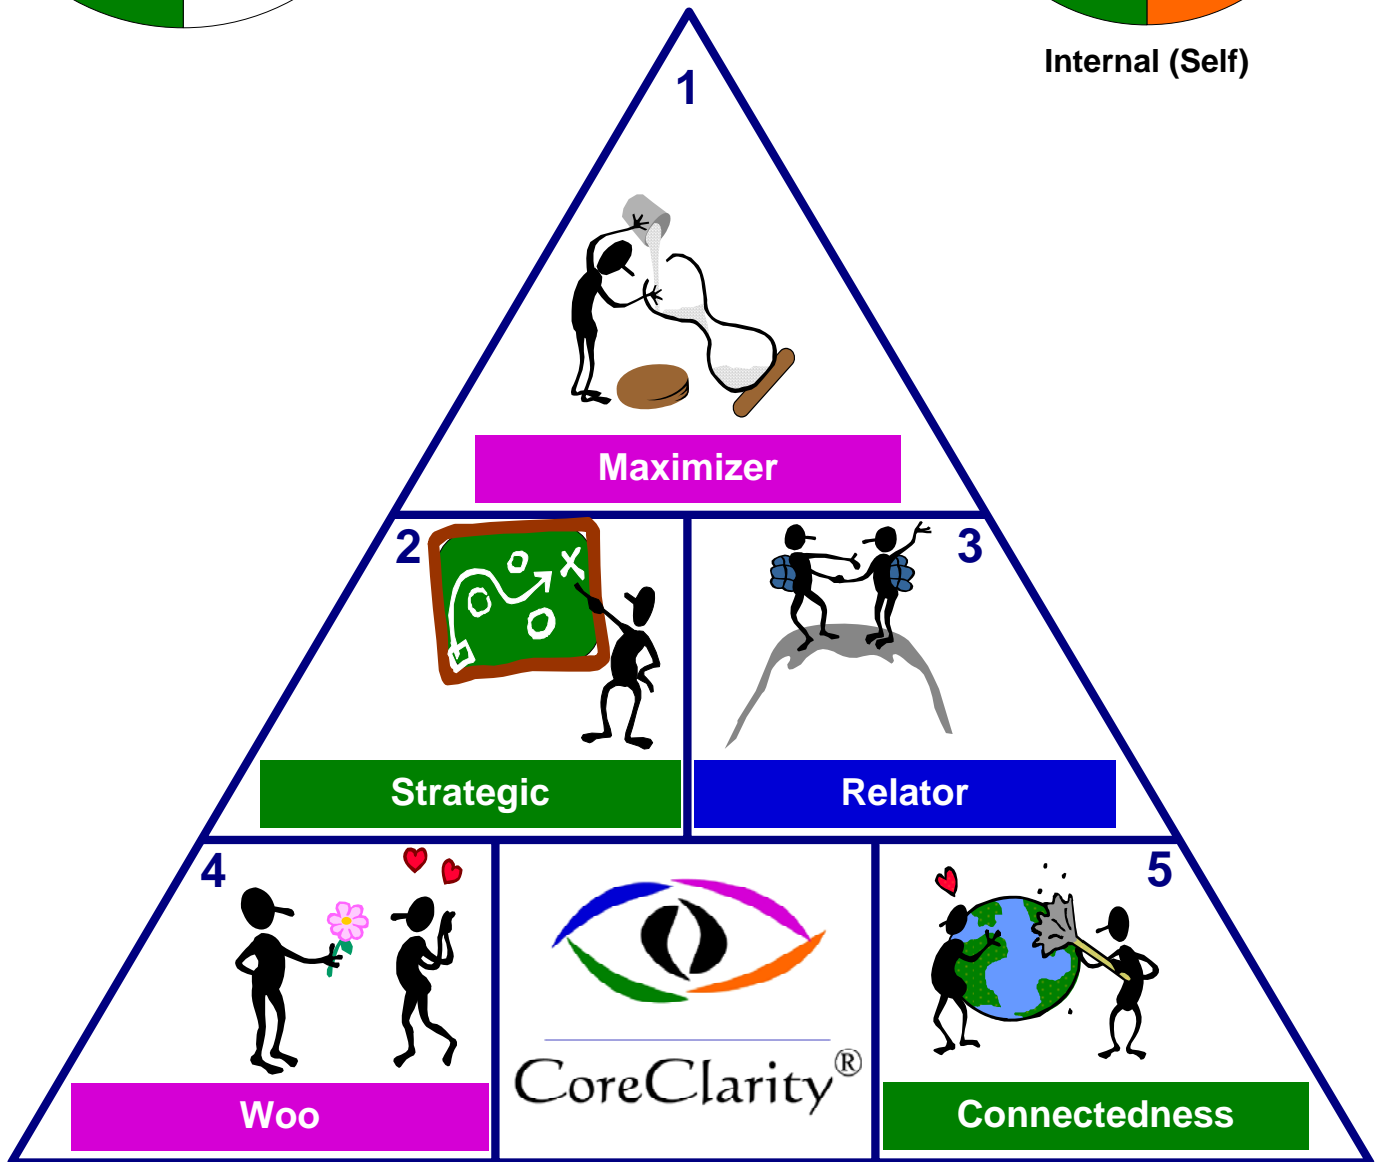 Internal (Self)
1
Maximizer
2
3
Strategic
Relator
4
5
CoreClarity®
Woo
Connectedness